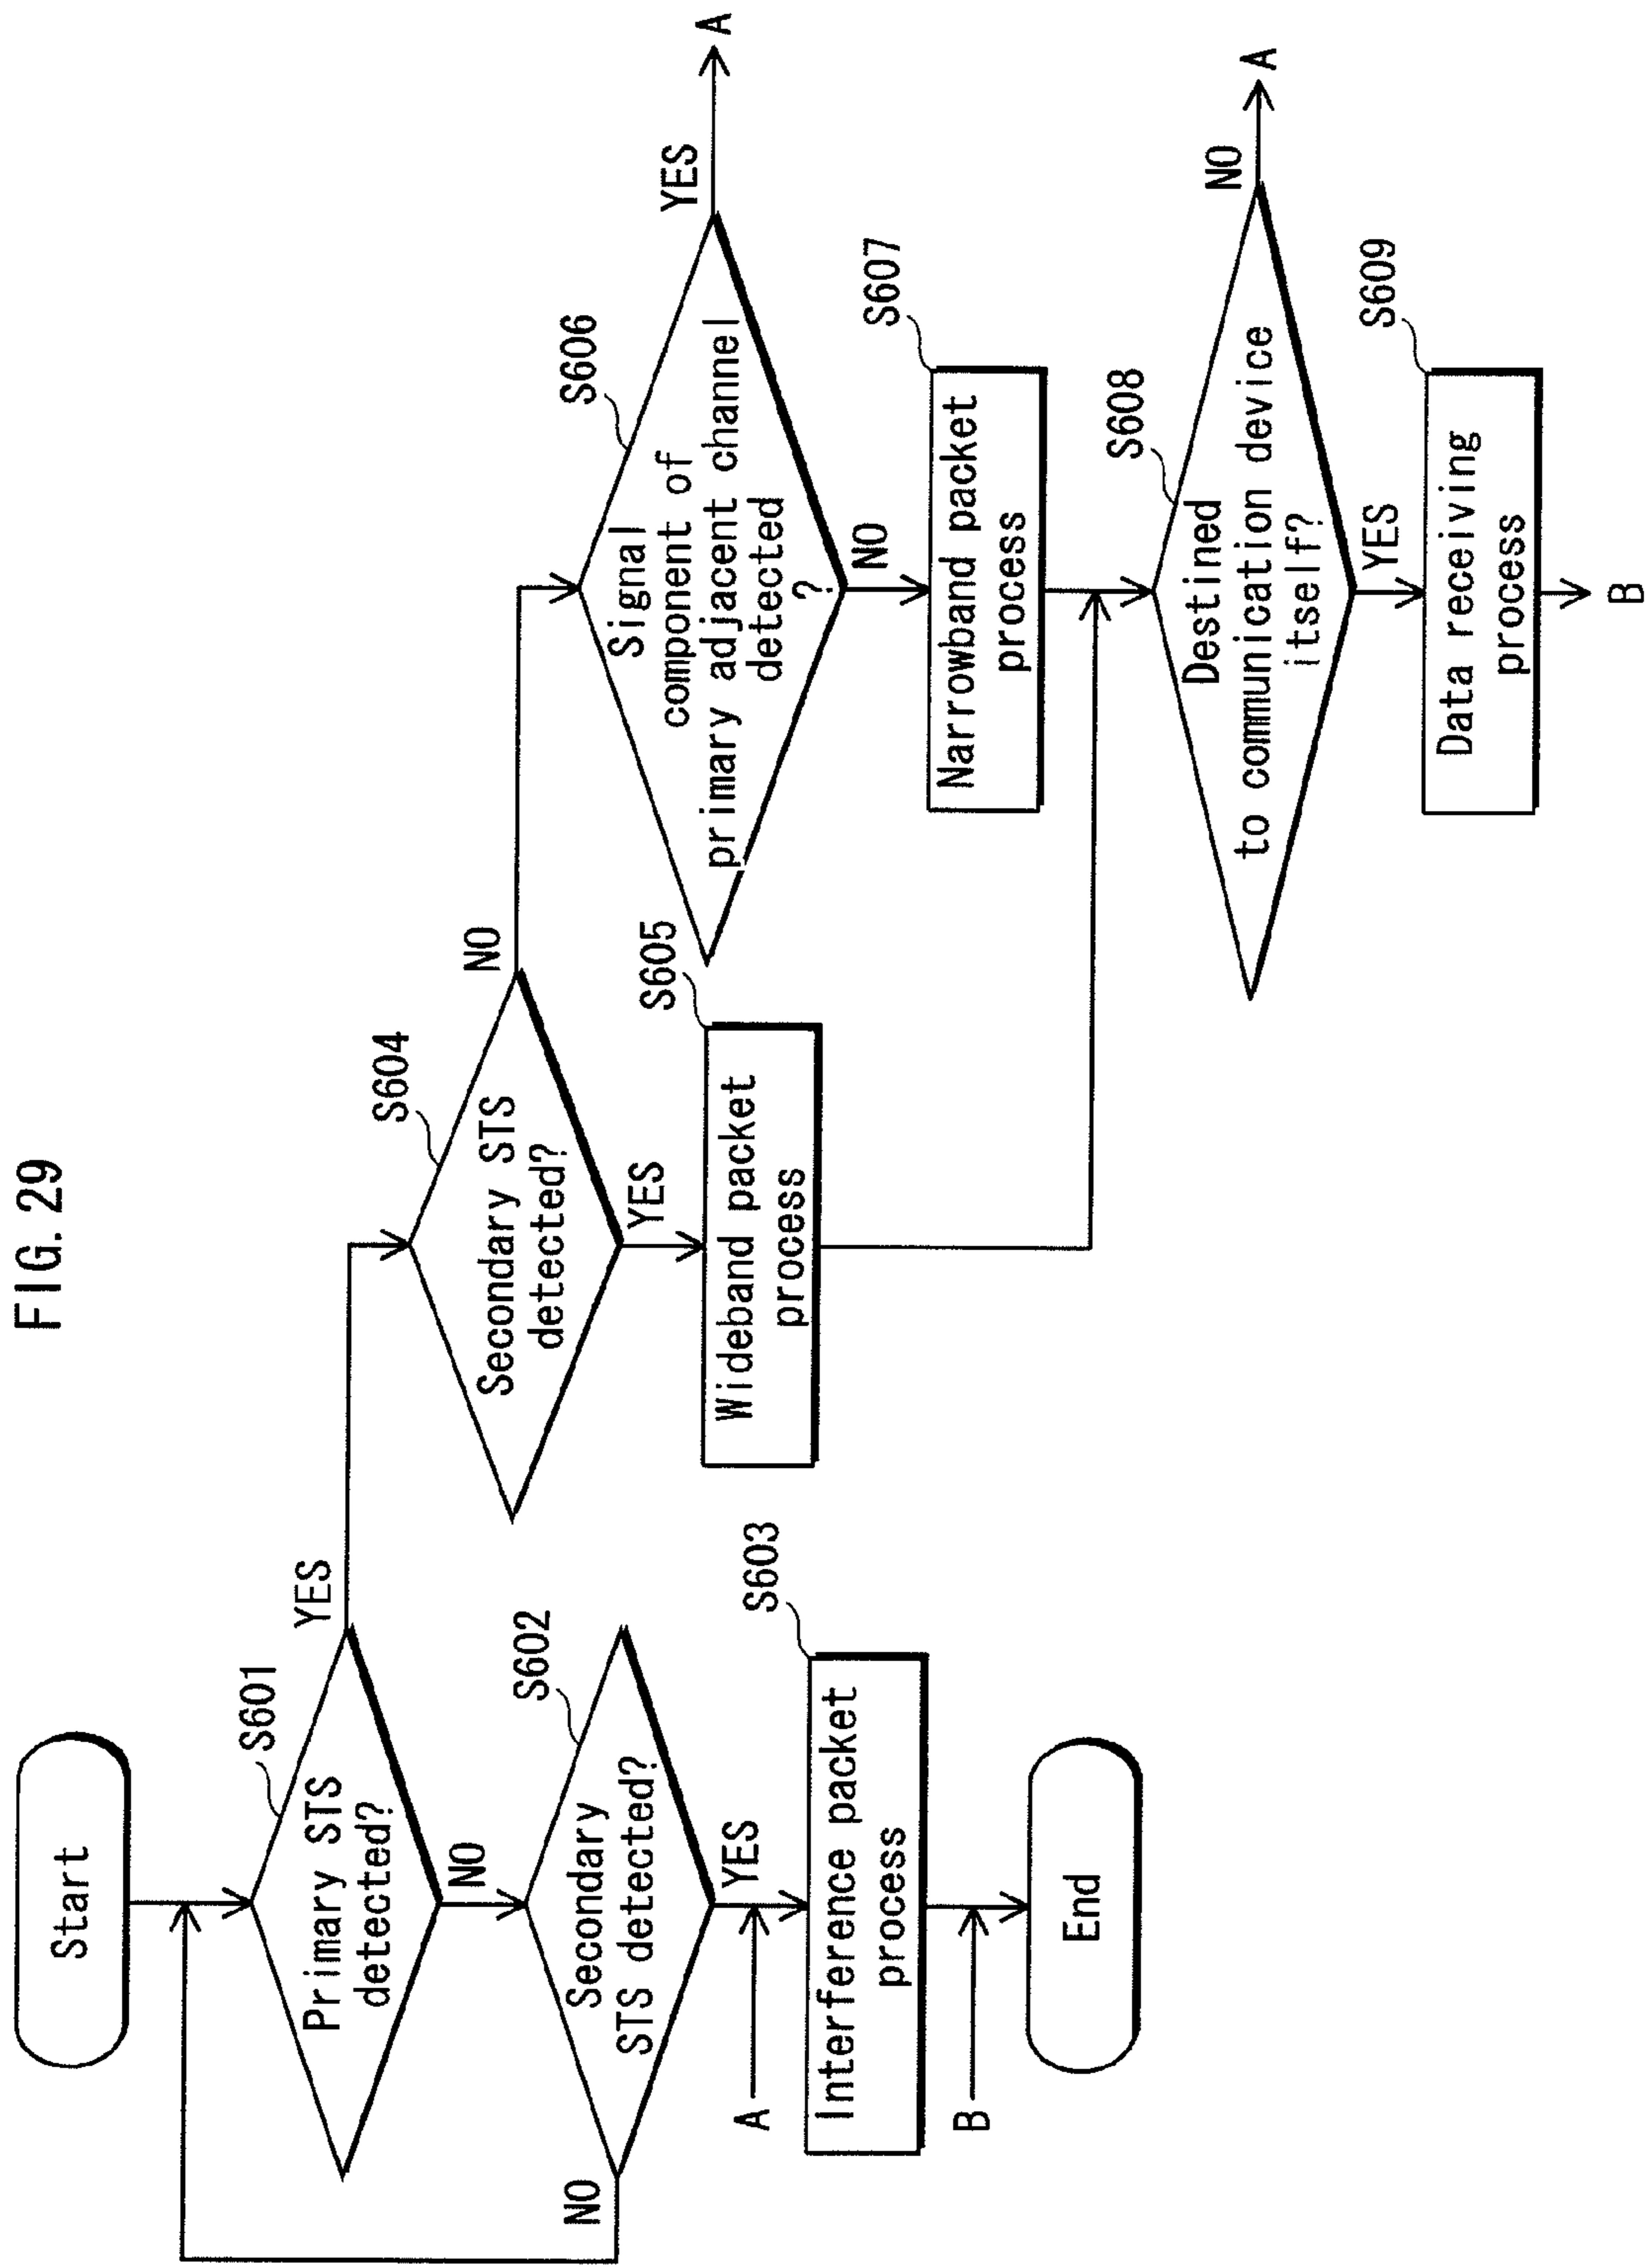 FIG. 29
Start
S601
Primary STS
detected?
YES
NO
S602
Secondary
STS detected?
NO
YES
A
S603
Interference packet
process
B
End
S604
Secondary STS
detected?
NO
YES
S605
Wideband packet
process
S606
Signal
component of
primary adjacent channel
detected
?
YES
A
NO
S607
Narrowband packet
process
S608
Destined
to communication device
itself?
NO
A
YES
S609
Data receiving
process
B